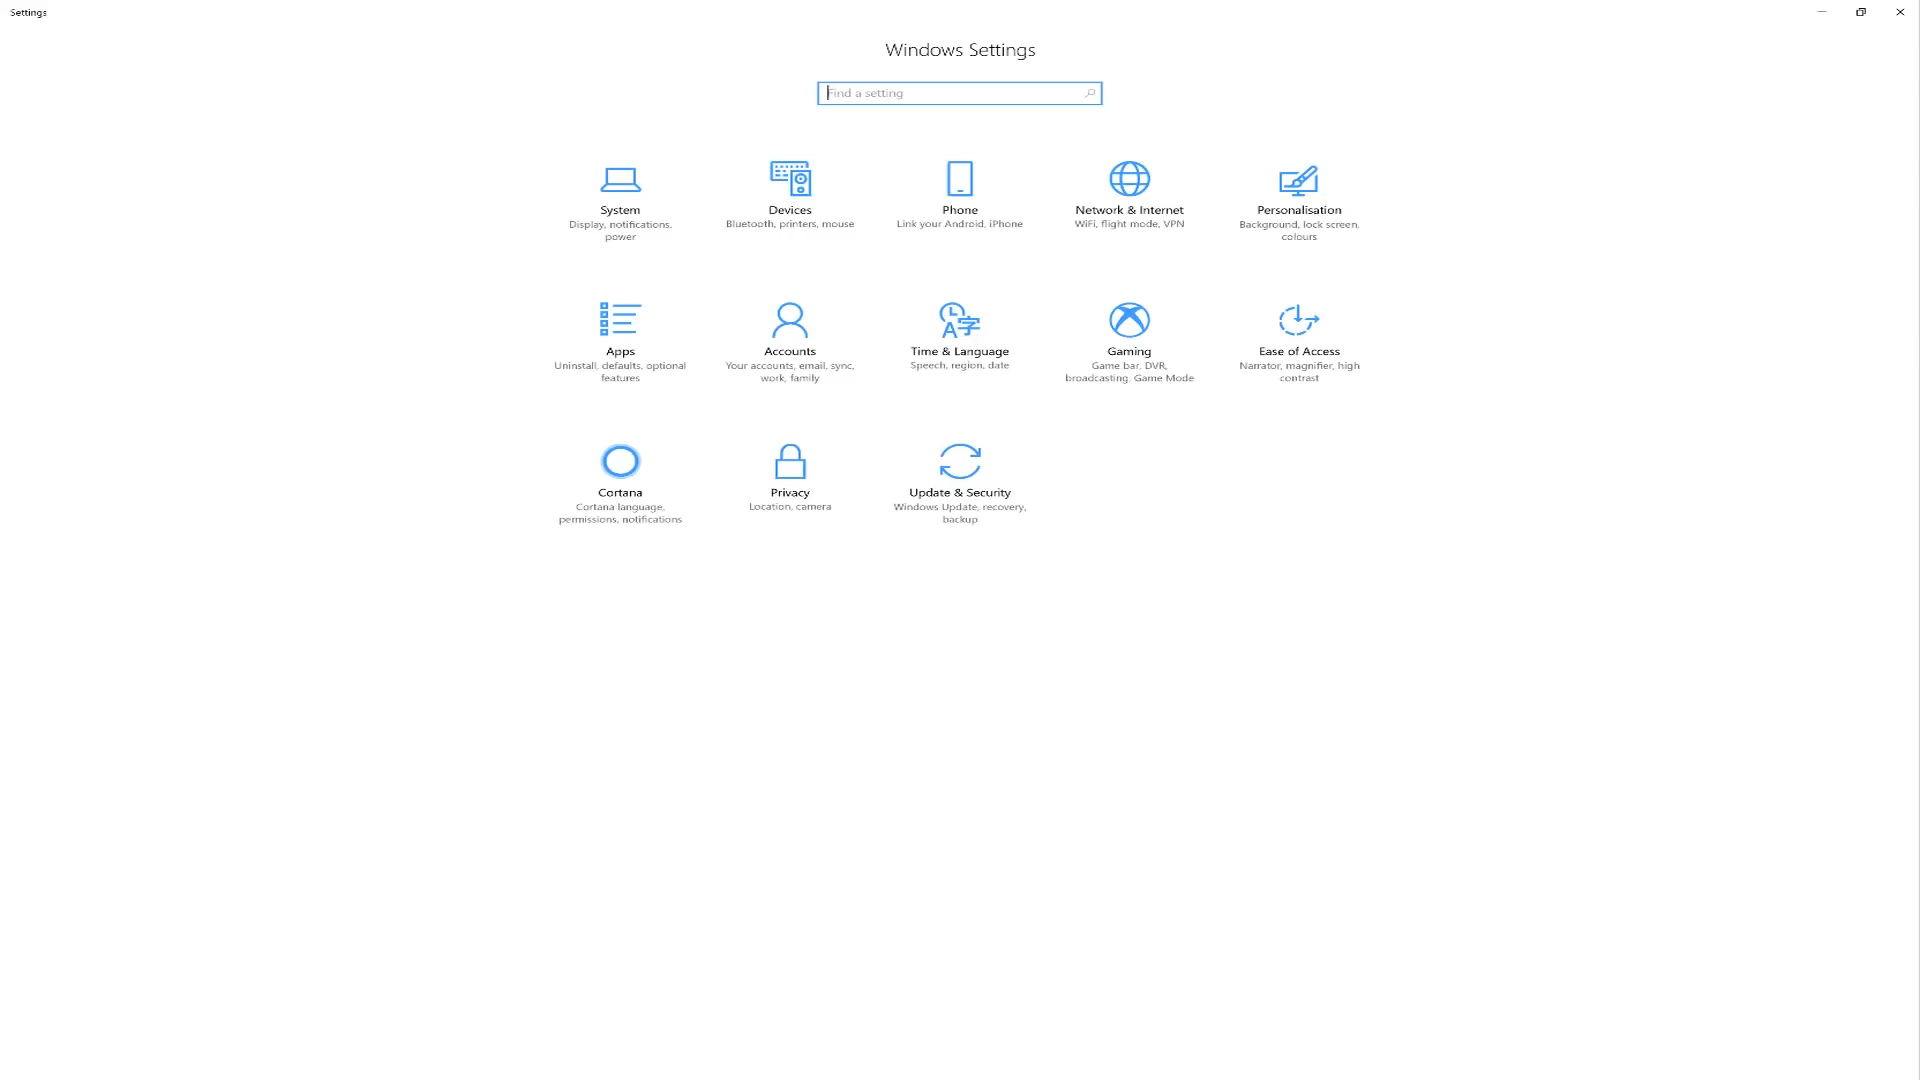 Settings
Windows Settings
Find a setting
System
Display, notifications,
power
Devices
Bluetooth, printers, mouse
Phone
Link your Android, iPhone
Network & Internet
WiFi, flight mode, VPN
Personalisation
Background, lock screen,
colours
Apps
Uninstall, defaults, optional
features
Accounts
Your accounts, email, sync,
work, family
Time & Language
Speech, region, date
Gaming
Game bar, DVR,
broadcasting, Game Mode
Ease of Access
Narrator, magnifier, high
contrast
Cortana
Cortana language,
permissions, notifications
Privacy
Location, camera
Update & Security
Windows Update, recovery,
backup